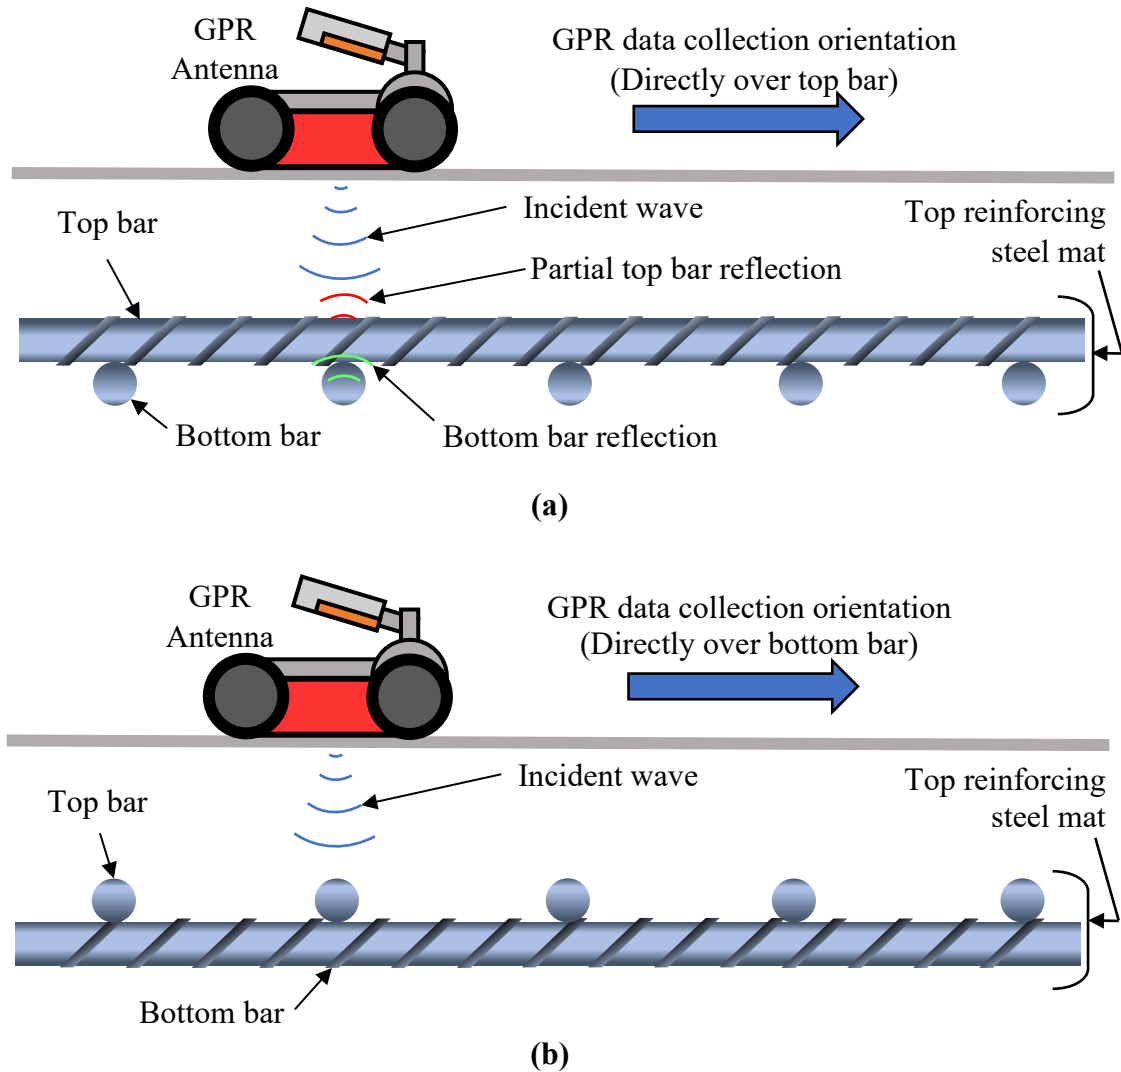 GPR
Antenna
GPR data collection orientation
(Directly over top bar)
Top bar
Incident wave
Top reinforcing
steel mat
Partial top bar reflection
Bottom bar
Bottom bar reflection
(a)
GPR
Antenna
GPR data collection orientation
(Directly over bottom bar)
Top bar
Incident wave
Top reinforcing
steel mat
Bottom bar
(b)